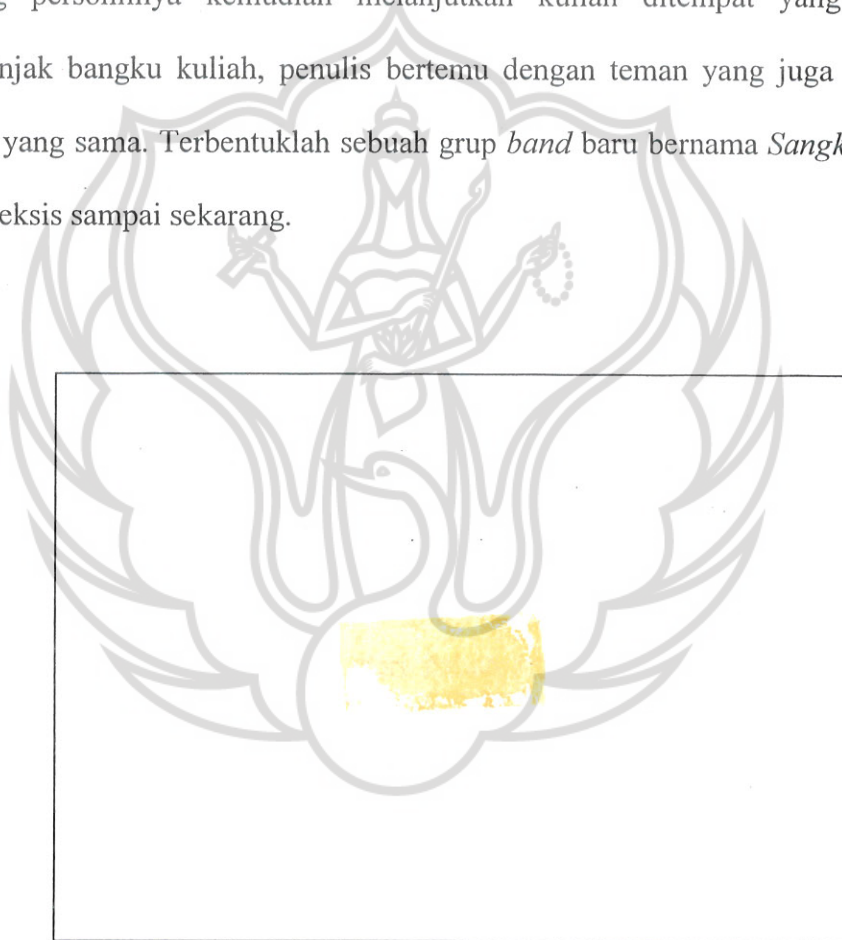 personilnya kemudian melanjutkan kuliah ditempat yang
njak bangku kuliah, penulis bertemu dengan teman yang juga
yang sama. Terbentuklah sebuah grup band baru bernama Sangk
eksis sampai sekarang.